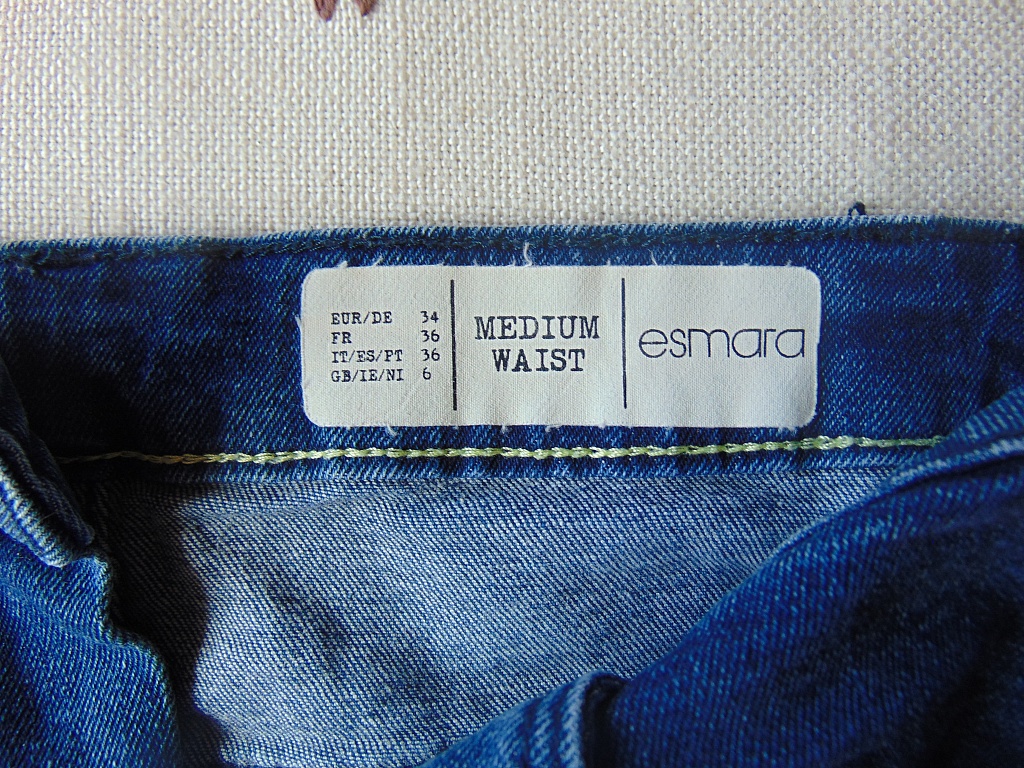 EUR/DE 34
FR 36
IT/ES/PT 36
GB/IE/NI 6
MEDIUM
WAIST
esmara